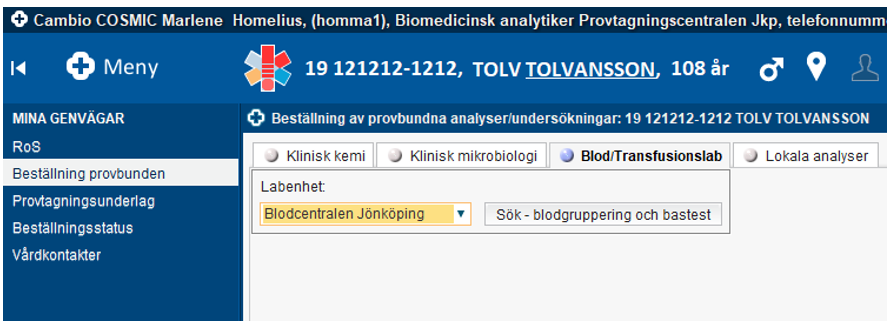 Cambio COSMIC Marlene Homelius, (homma1), Biomedicinsk analytiker Provtagningscentralen Jkp, telefonnumm
Meny
19 121212-1212, TOLV TOLVANSSON, 108 år
MINA GENVÄGAR
RoS
Beställning provbunden
Provtagningsunderlag
Beställningsstatus
Vårdkontakter
Beställning av provbundna analyser/undersökningar: 19 121212-1212 TOLV TOLVANSSON
Klinisk kemi
Klinisk mikrobiologi
Blod/Transfusionslab
Lokala analyser
Labenhet:
Blodcentralen Jönköping
Sök - blodgruppering och bastest